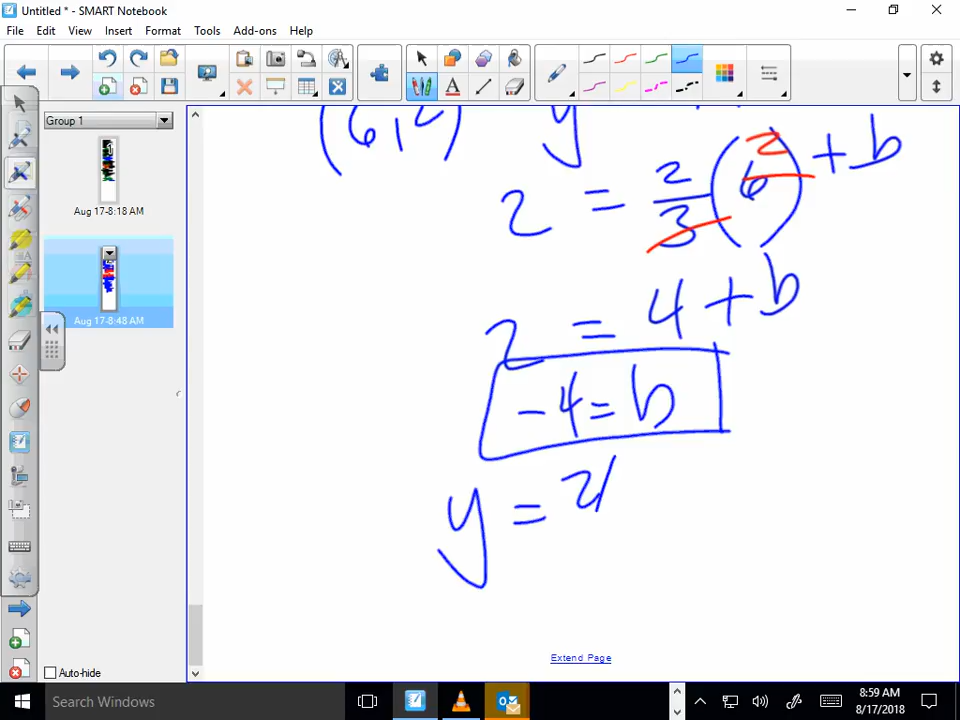 Untitled * - SMART Notebook
File Edit View Insert Format Tools Add-ons Help
Group 1
Aug 17-8:18 AM
Aug 17-8:48 AM
(6, 2) y
2 = 2/3 (6) 2 + b
2 = 4 + b
-4 = b
y = 2/
Extend Page
Auto-hide
Search Windows
8:59 AM
8/17/2018